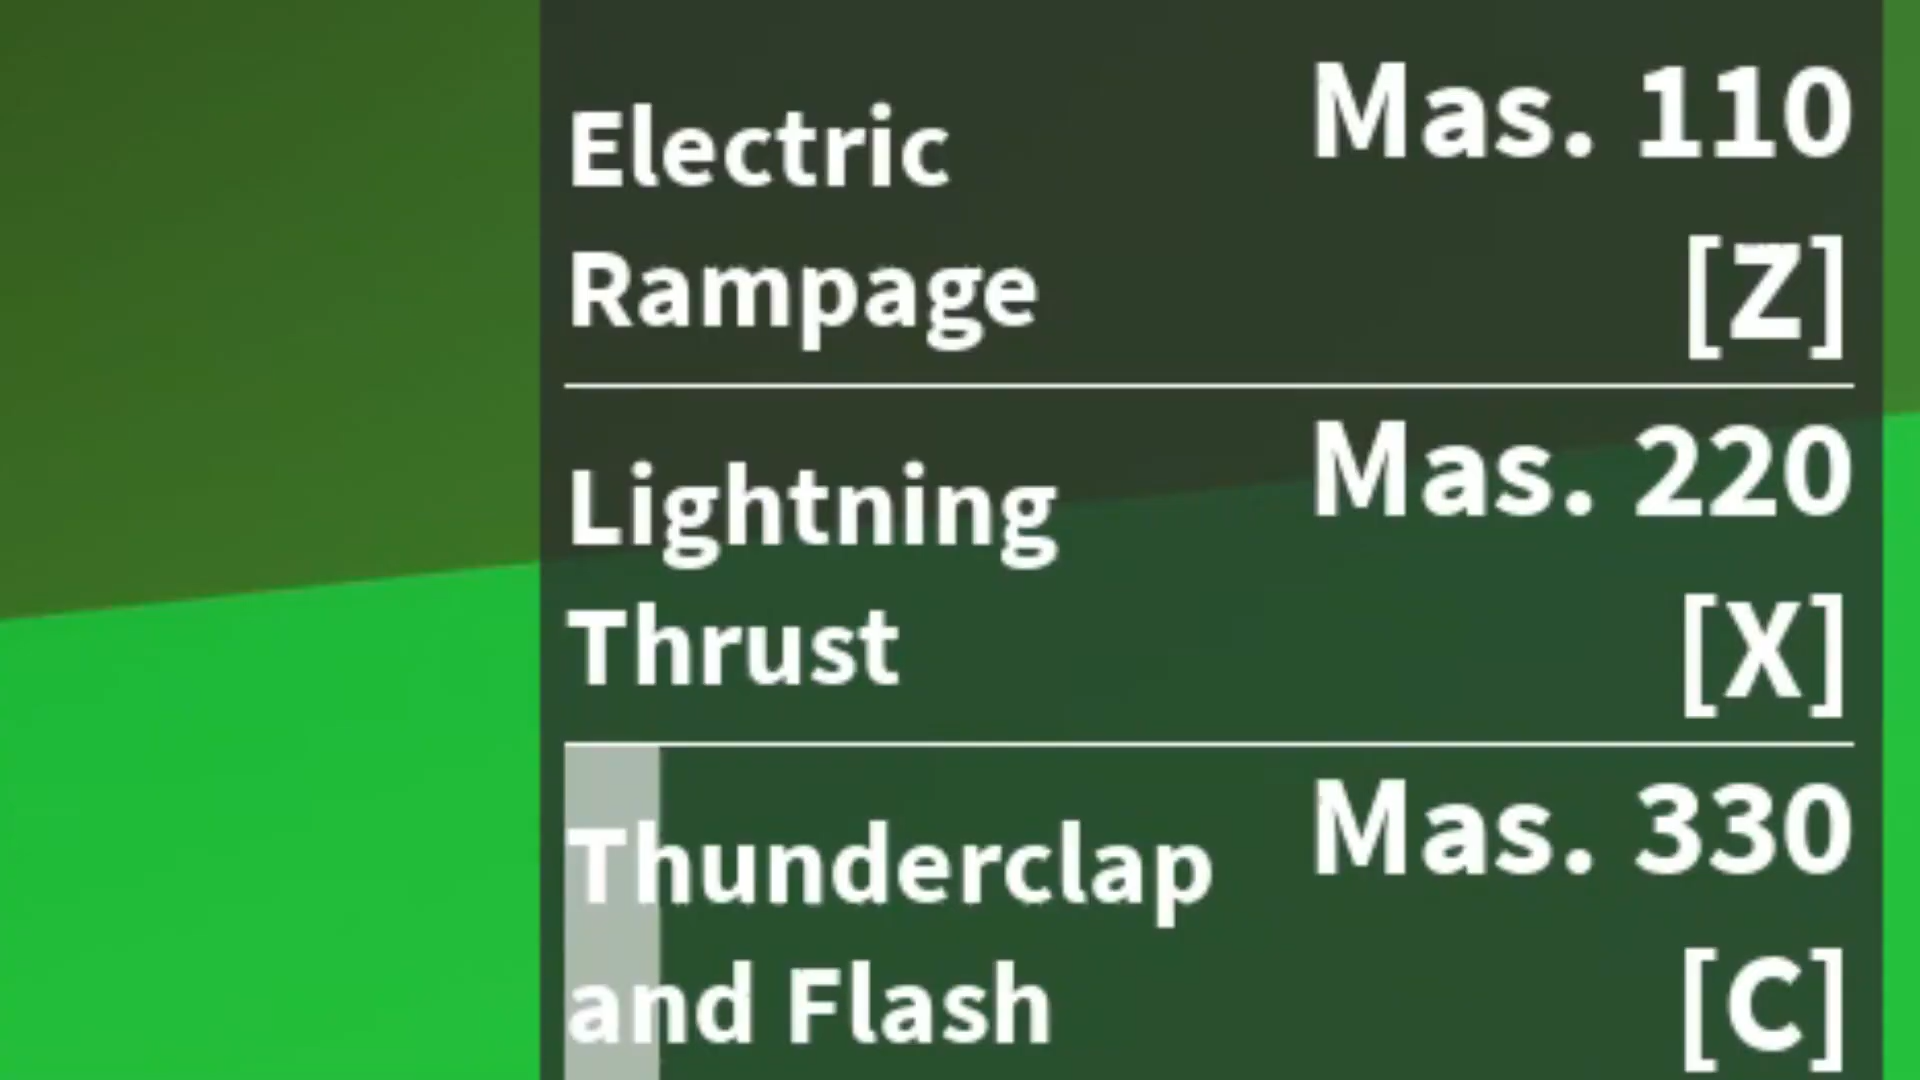 Electric
Rampage
Mas. 110
[Z]
Lightning
Thrust
Mas. 220
[X]
Thunderclap
and Flash
Mas. 330
[C]